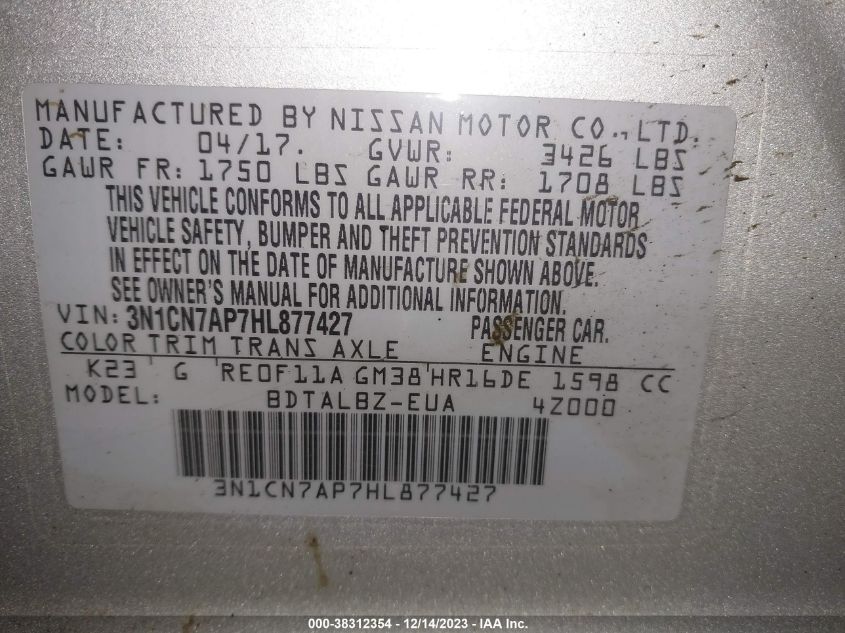 MANUFACTURED BY NISSAN MOTOR CO., LTD.
DATE: 04/17. GVWR: 3426 LBS
GAWR FR: 1750 LBS GAWR RR: 1708 LBS
THIS VEHICLE CONFORMS TO ALL APPLICABLE FEDERAL MOTOR
VEHICLE SAFETY, BUMPER AND THEFT PREVENTION STANDARDS
IN EFFECT ON THE DATE OF MANUFACTURE SHOWN ABOVE.
SEE OWNER'S MANUAL FOR ADDITIONAL INFORMATION.
VIN: 3N1CN7AP7HL877427 PASSENGER CAR.
COLOR TRIM TRANS AXLE ENGINE
K23 G RE0F11A GM38 HR16DE 1598 CC
MODEL: BDTALBZ-EUA 4Z000
3N1CN7AP7HL877427
000-38312354 - 12/14/2023 - IAA Inc.